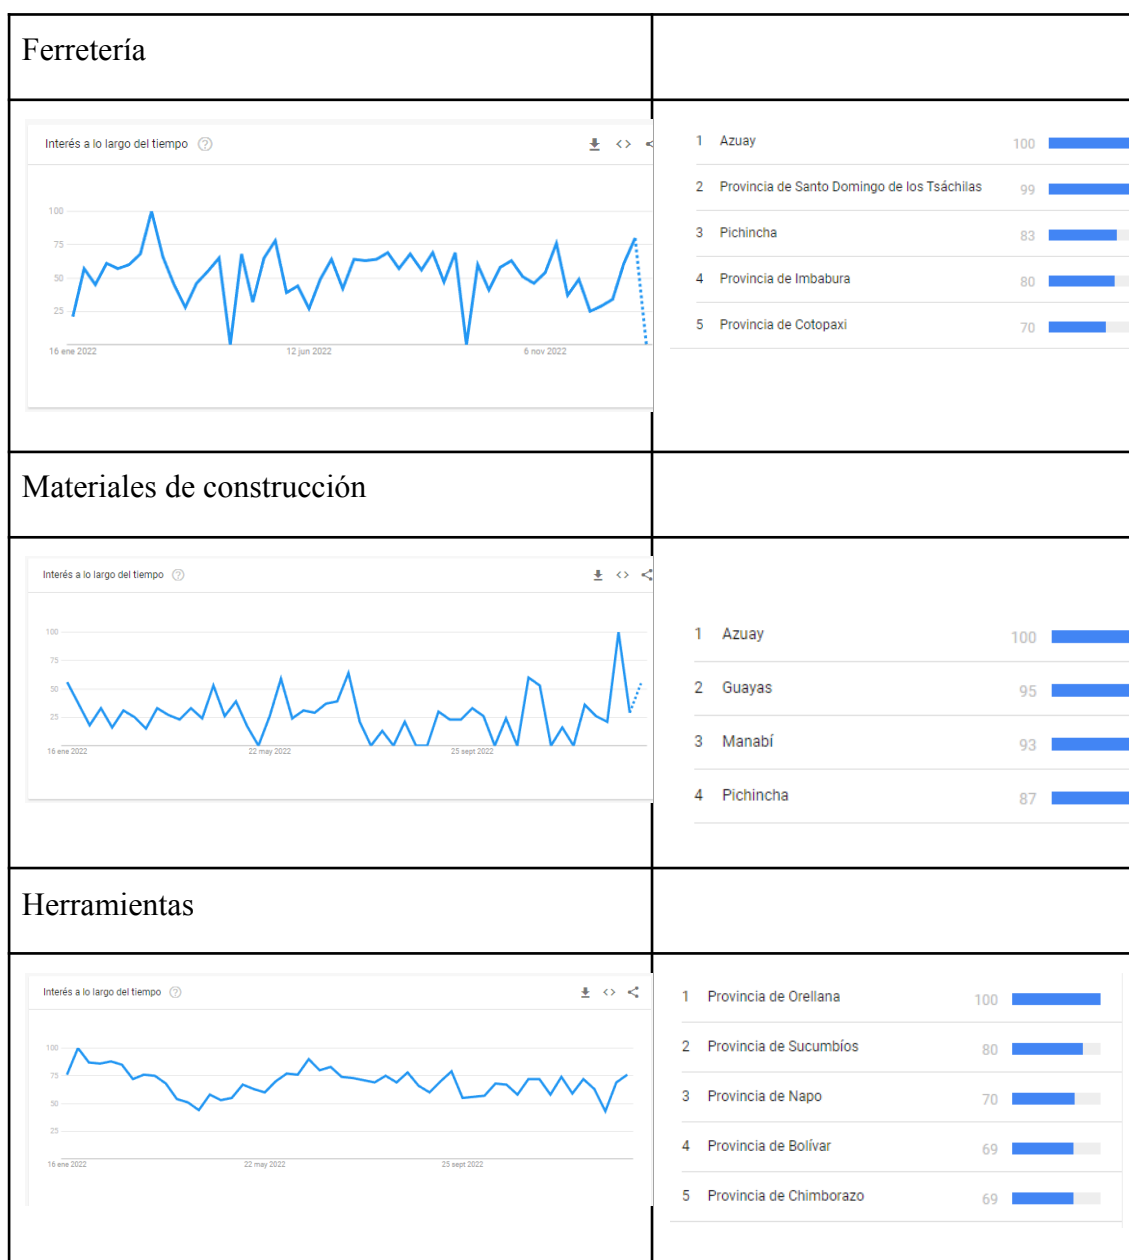 Ferretería
Interés a lo largo del tiempo
100
75
50
25
16 ene 2022 12 jun 2022 6 nov 2022
1 Azuay 100
2 Provincia de Santo Domingo de los Tsáchilas 99
3 Pichincha 83
4 Provincia de Imbabura 80
5 Provincia de Cotopaxi 70
Materiales de construcción
Interés a lo largo del tiempo
100
75
50
25
16 ene 2022 22 may 2022 25 sept 2022
1 Azuay 100
2 Guayas 95
3 Manabí 93
4 Pichincha 87
Herramientas
Interés a lo largo del tiempo
100
75
50
25
16 ene 2022 22 may 2022 25 sept 2022
1 Provincia de Orellana 100
2 Provincia de Sucumbíos 80
3 Provincia de Napo 70
4 Provincia de Bolívar 69
5 Provincia de Chimborazo 69